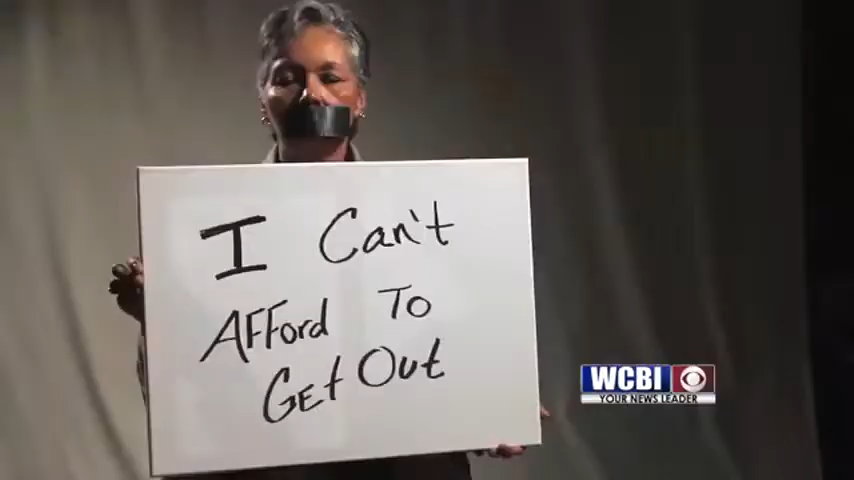 I Can't
AFFord To
GEt Out
WCBI
YOUR NEWS LEADER